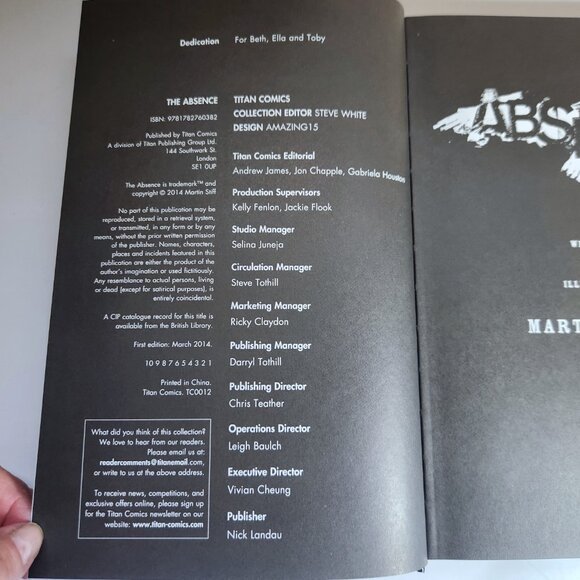 Dedication For Beth, Ella and Toby
THE ABSENCE
ISBN: 9781782760382
Published by Titan Comics
A division of Titan Publishing Group Ltd.
144 Southwark St.
London
SE1 0UP
The Absence is trademark™ and
copyright © 2014 Martin Stiff
No part of this publication may be
reproduced, stored in a retrieval system,
or transmitted, in any form or by any
means, without the prior written permission
of the publisher. Names, characters,
places and incidents featured in this
publication are either the product of the
author's imagination or used fictitiously.
Any resemblance to actual persons, living
or dead (except for satirical purposes), is
entirely coincidental.
A CIP catalogue record for this title is
available from the British Library.
First edition: March 2014.
10 9 8 7 6 5 4 3 2 1
Printed in China.
Titan Comics. TC0012
What did you think of this collection?
We love to hear from our readers.
Please email us at:
readercomments@titanemail.com,
or write to us at the above address.
To receive news, competitions, and
exclusive offers online, please sign
up for the Titan Comics newsletter on our
website: www.titan-comics.com
TITAN COMICS
COLLECTION EDITOR STEVE WHITE
DESIGN AMAZING15
Titan Comics Editorial
Andrew James, Jon Chapple, Gabriela Houston
Production Supervisors
Kelly Fenlon, Jackie Flook
Studio Manager
Selina Juneja
Circulation Manager
Steve Tothill
Marketing Manager
Ricky Claydon
Publishing Manager
Darryl Tothill
Publishing Director
Chris Teather
Operations Director
Leigh Baulch
Executive Director
Vivian Cheung
Publisher
Nick Landau
ABS
W
ILL
MART